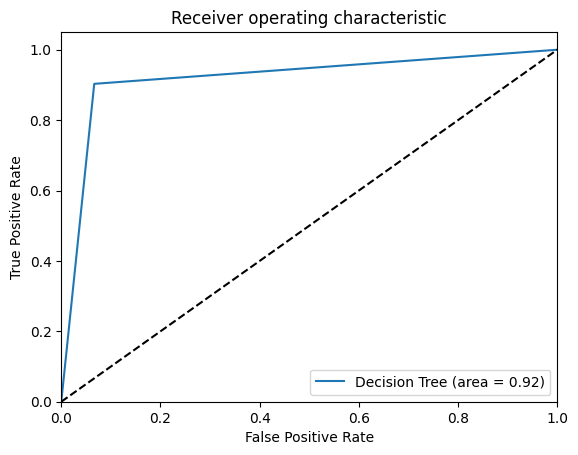 Receiver operating characteristic
True Positive Rate
1.0
0.8
0.6
0.4
0.2
0.0
Decision Tree (area = 0.92)
0.0 0.2 0.4 0.6 0.8 1.0
False Positive Rate